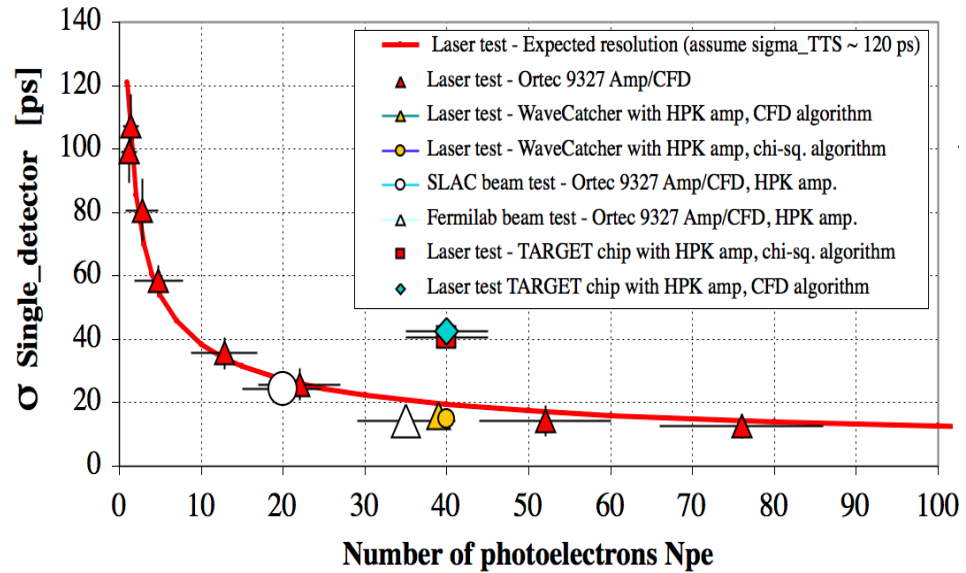 140
120
100
80
60
40
20
0
σ Single_detector [ps]
Laser test - Expected resolution (assume sigma_TTS ~ 120 ps)
Laser test - Ortec 9327 Amp/CFD
Laser test - WaveCatcher with HPK amp, CFD algorithm
Laser test - WaveCatcher with HPK amp, chi-sq. algorithm
SLAC beam test - Ortec 9327 Amp/CFD, HPK amp.
Fermilab beam test - Ortec 9327 Amp/CFD, HPK amp.
Laser test - TARGET chip with HPK amp, chi-sq. algorithm
Laser test TARGET chip with HPK amp, CFD algorithm
0 10 20 30 40 50 60 70 80 90 100
Number of photoelectrons Npe